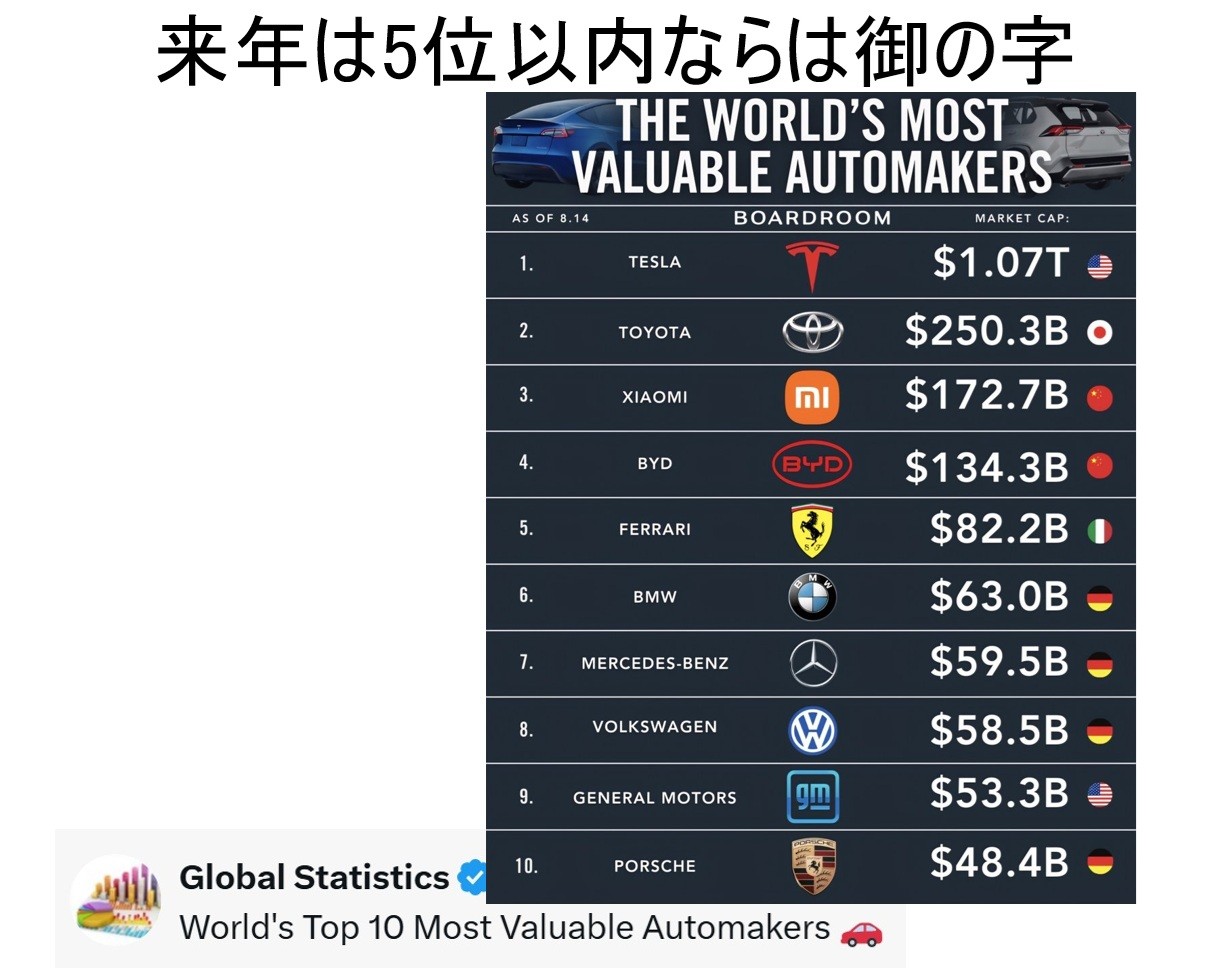 来年は5位以内ならは御の字
THE WORLD'S MOST
VALUABLE AUTOMAKERS
AS OF 8.14 BOARDROOM MARKET CAP:
1. TESLA $1.07T
2. TOYOTA $250.3B
3. XIAOMI mi $172.7B
4. BYD BYD $134.3B
5. FERRARI S F $82.2B
6. BMW BMW $63.0B
7. MERCEDES-BENZ $59.5B
8. VOLKSWAGEN VW $58.5B
9. GENERAL MOTORS gm $53.3B
10. PORSCHE PORSCHE $48.4B
Global Statistics
World's Top 10 Most Valuable Automakers